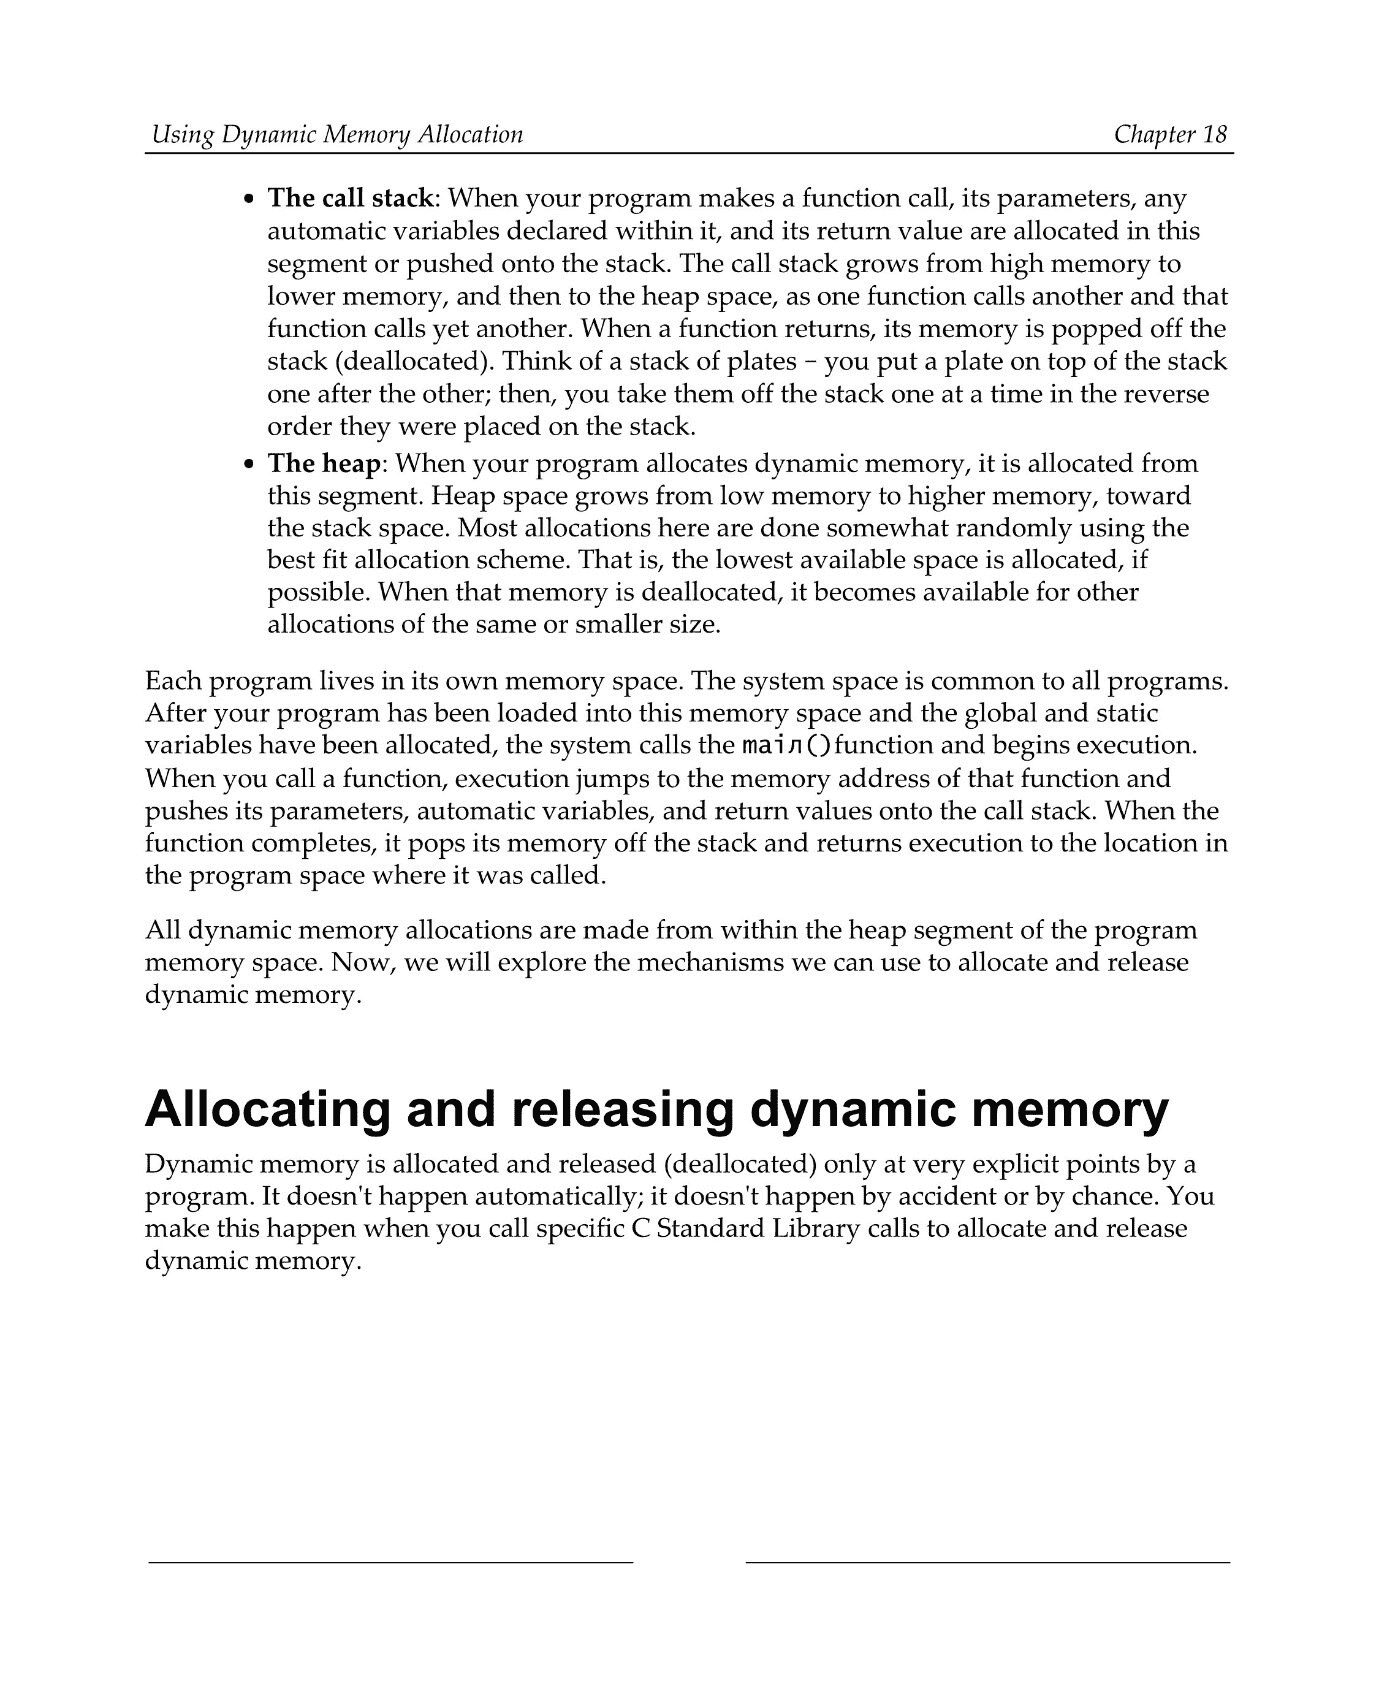 Using Dynamic Memory Allocation Chapter 18
• The call stack: When your program makes a function call, its parameters, any
automatic variables declared within it, and its return value are allocated in this
segment or pushed onto the stack. The call stack grows from high memory to
lower memory, and then to the heap space, as one function calls another and that
function calls yet another. When a function returns, its memory is popped off the
stack (deallocated). Think of a stack of plates – you put a plate on top of the stack
one after the other; then, you take them off the stack one at a time in the reverse
order they were placed on the stack.
• The heap: When your program allocates dynamic memory, it is allocated from
this segment. Heap space grows from low memory to higher memory, toward
the stack space. Most allocations here are done somewhat randomly using the
best fit allocation scheme. That is, the lowest available space is allocated, if
possible. When that memory is deallocated, it becomes available for other
allocations of the same or smaller size.
Each program lives in its own memory space. The system space is common to all programs.
After your program has been loaded into this memory space and the global and static
variables have been allocated, the system calls the maiл()function and begins execution.
When you call a function, execution jumps to the memory address of that function and
pushes its parameters, automatic variables, and return values onto the call stack. When the
function completes, it pops its memory off the stack and returns execution to the location in
the program space where it was called.
All dynamic memory allocations are made from within the heap segment of the program
memory space. Now, we will explore the mechanisms we can use to allocate and release
dynamic memory.
Allocating and releasing dynamic memory
Dynamic memory is allocated and released (deallocated) only at very explicit points by a
program. It doesn't happen automatically; it doesn't happen by accident or by chance. You
make this happen when you call specific C Standard Library calls to allocate and release
dynamic memory.